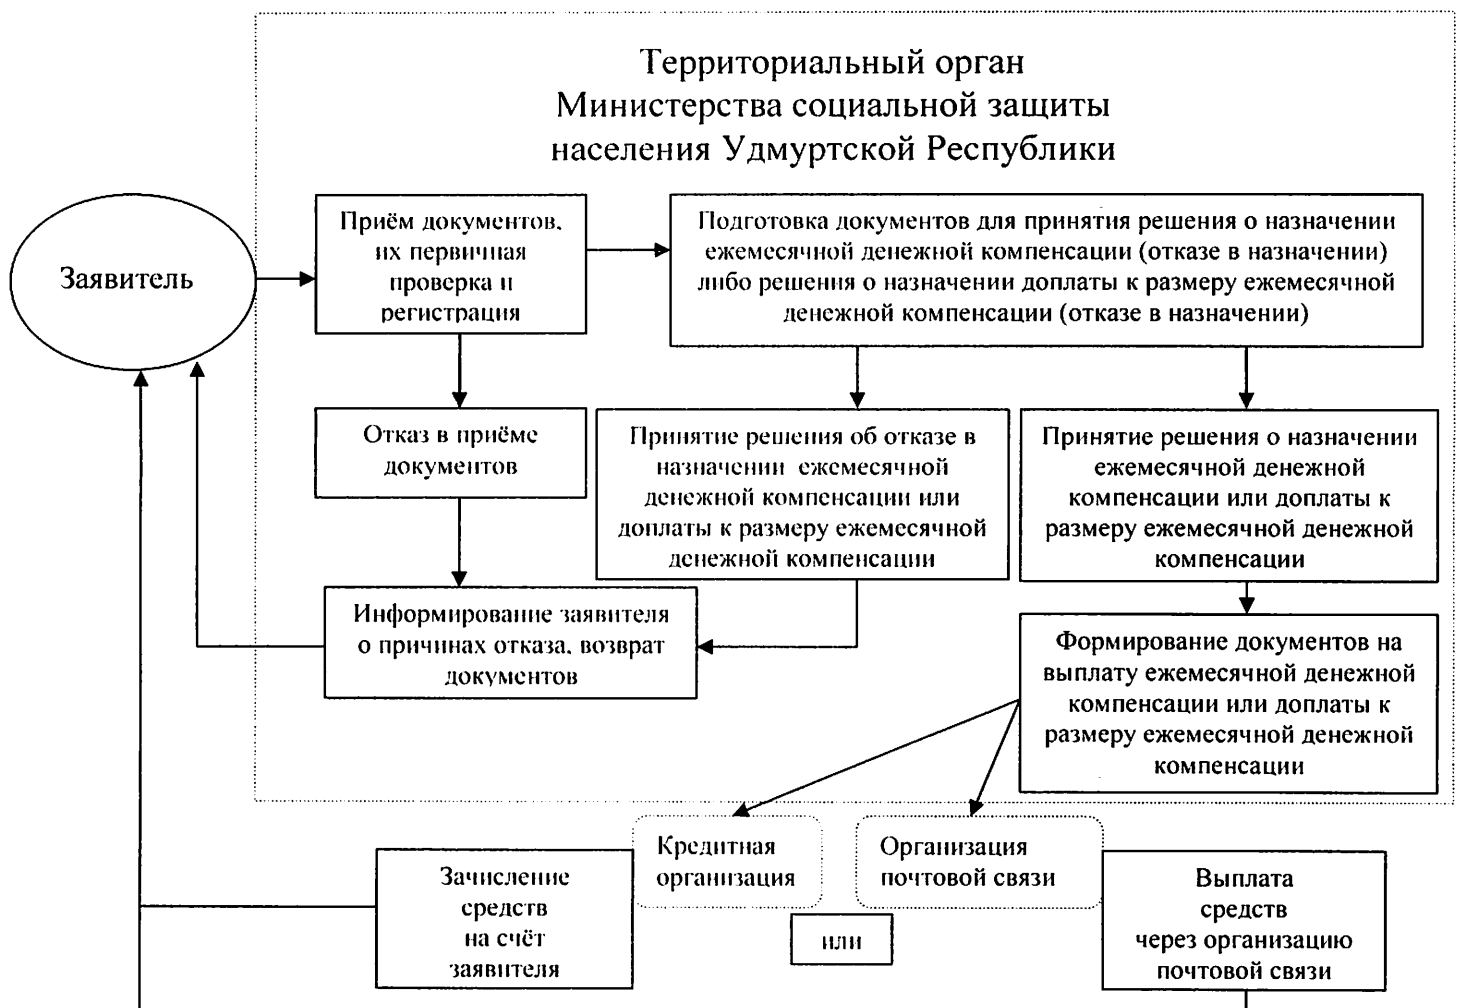 Территориальный орган
Министерства социальной защиты
населения Удмуртской Республики
Заявитель
Приём документов,
их первичная
проверка и
регистрация
Подготовка документов для принятия решения о назначении
ежемесячной денежной компенсации (отказе в назначении)
либо решения о назначении доплаты к размеру ежемесячной
денежной компенсации (отказе в назначении)
Отказ в приёме
документов
Принятие решения об отказе в
назначении ежемесячной
денежной компенсации или
доплаты к размеру ежемесячной
денежной компенсации
Принятие решения о назначении
ежемесячной денежной
компенсации или доплаты к
размеру ежемесячной денежной
компенсации
Информирование заявителя
о причинах отказа, возврат
документов
Формирование документов на
выплату ежемесячной денежной
компенсации или доплаты к
размеру ежемесячной денежной
компенсации
Кредитная
организация
Организация
почтовой связи
Зачисление
средств
на счёт
заявителя
или
Выплата
средств
через организацию
почтовой связи